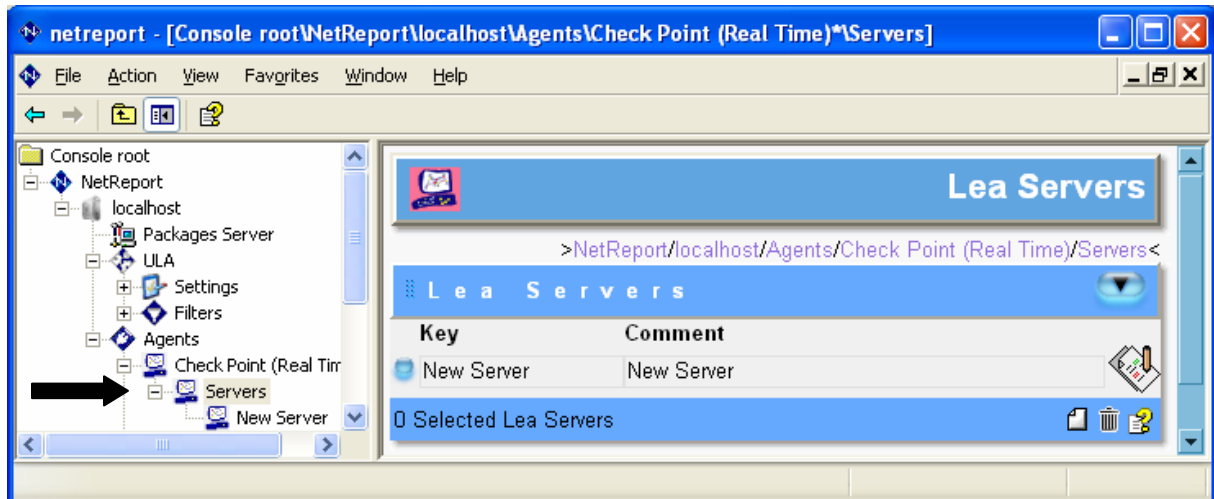 netreport - [Console root\NetReport\localhost\Agents\Check Point (Real Time)*\Servers]
File Action View Favorites Window Help
Console root
NetReport
localhost
Packages Server
ULA
Settings
Filters
Agents
Check Point (Real Tim
Servers
New Server
Lea Servers
>NetReport/localhost/Agents/Check Point (Real Time)/Servers<
Lea Servers
Key Comment
New Server New Server
0 Selected Lea Servers